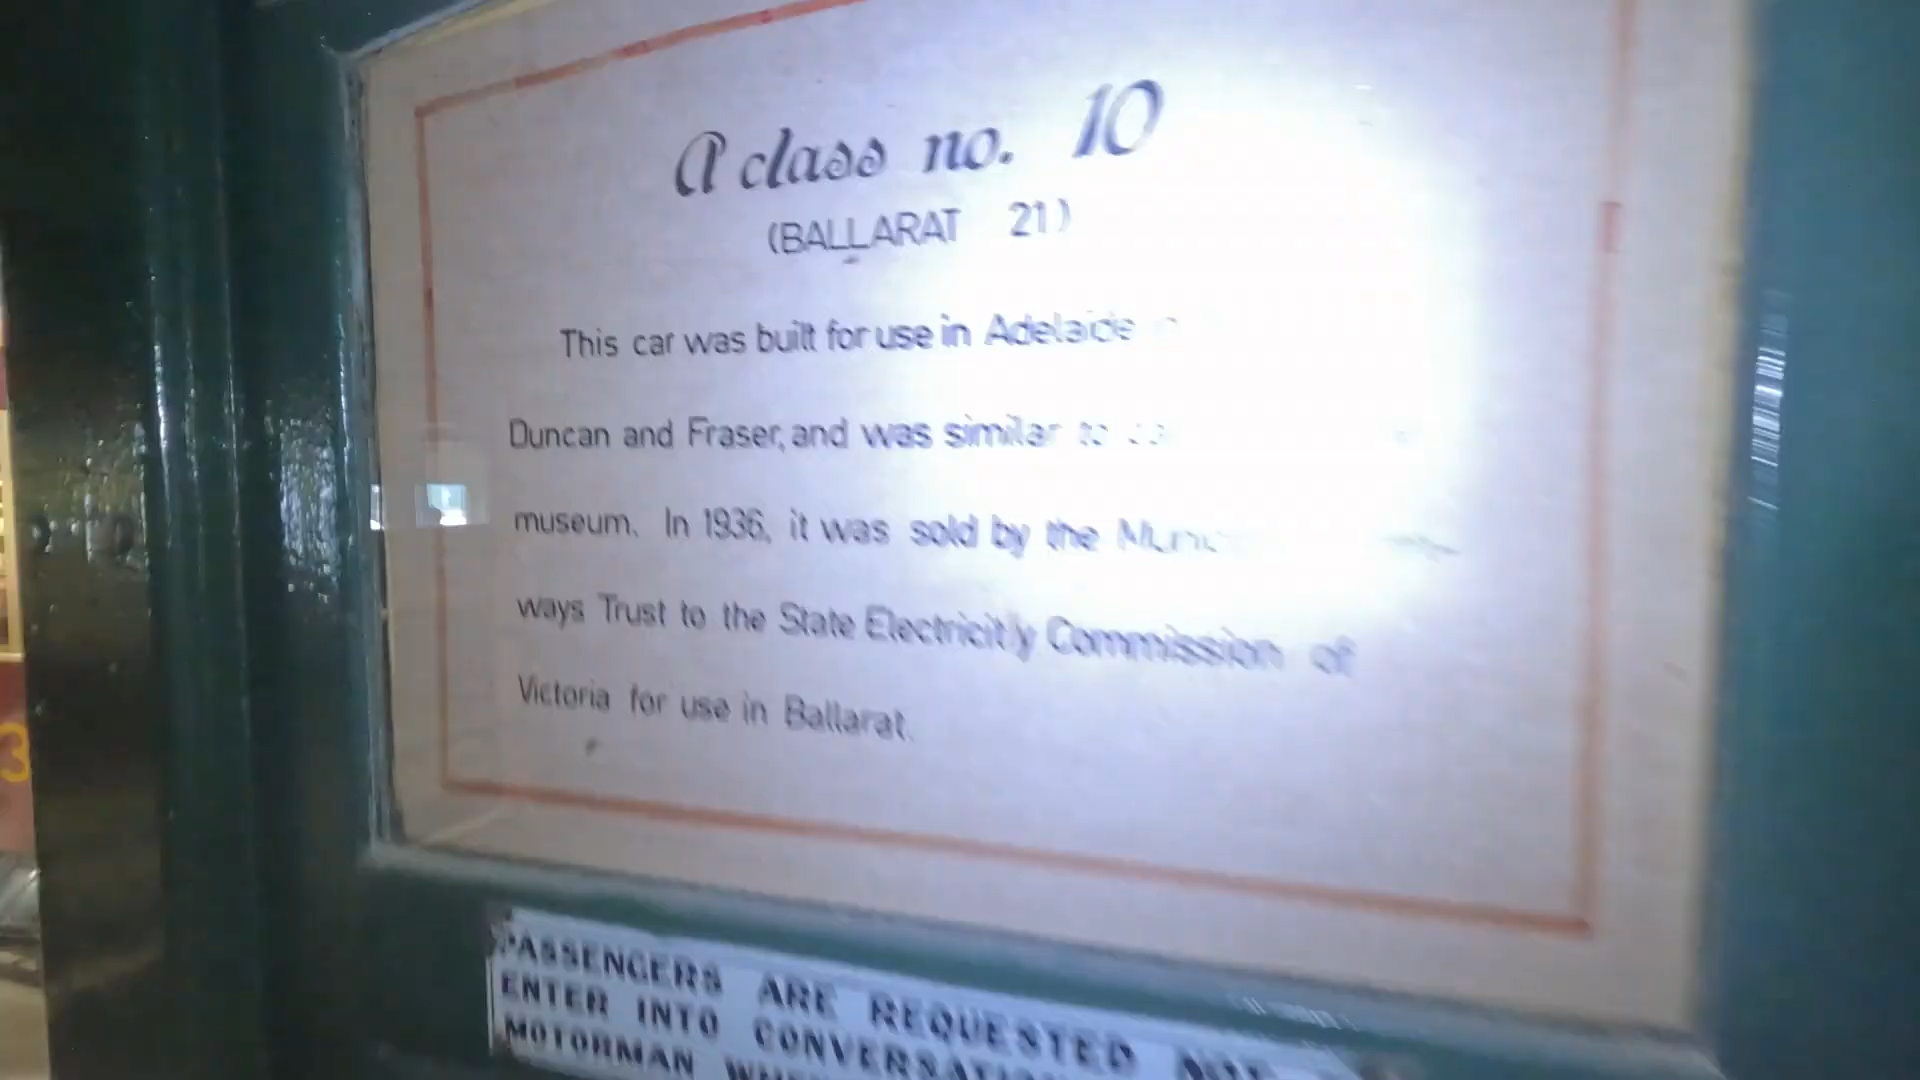 A class no. 10
(BALLARAT 21)
This car was built for use in Adelaide
Duncan and Fraser, and was similar to
museum. In 1936, it was sold by the
ways Trust to the State Electricity Commission of
Victoria for use in Ballarat.
PASSENGERS ARE REQUESTED NOT
ENTER INTO
MOTORMAN
3